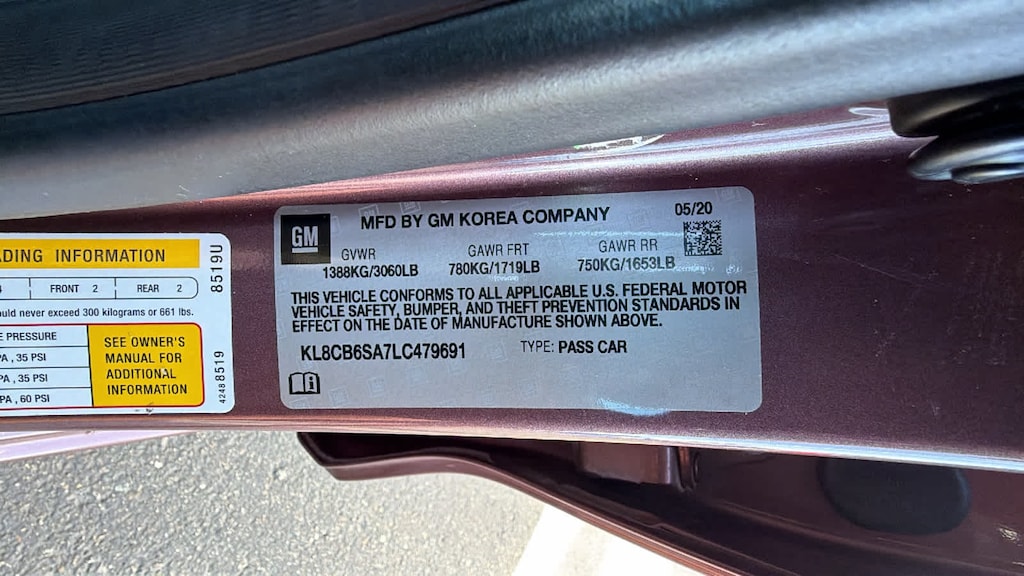 DING INFORMATION
FRONT 2 REAR 2
uld never exceed 300 kilograms or 661 lbs.
E PRESSURE
PA , 35 PSI
PA , 35 PSI
PA , 60 PSI
SEE OWNER'S
MANUAL FOR
ADDITIONAL
INFORMATION
8519U
42488519
GM
MFD BY GM KOREA COMPANY 05/20
GVWR GAWR FRT GAWR RR
1388KG/3060LB 780KG/1719LB 750KG/1653LB
THIS VEHICLE CONFORMS TO ALL APPLICABLE U.S. FEDERAL MOTOR
VEHICLE SAFETY, BUMPER, AND THEFT PREVENTION STANDARDS IN
EFFECT ON THE DATE OF MANUFACTURE SHOWN ABOVE.
KL8CB6SA7LC479691 TYPE: PASS CAR